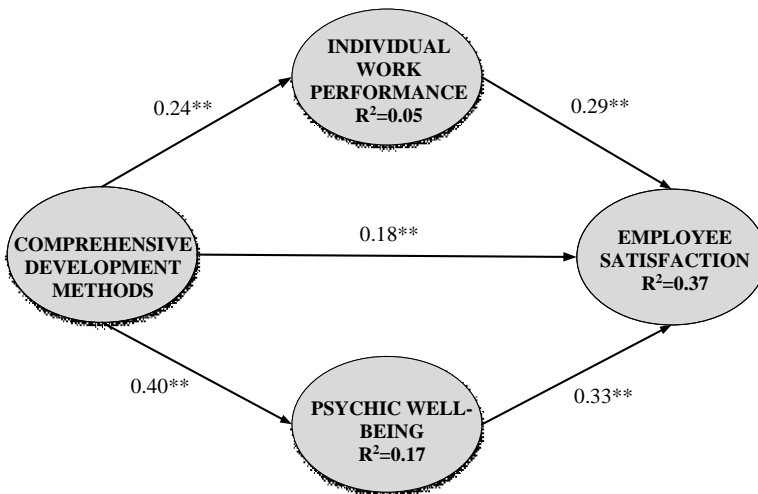 INDIVIDUAL
WORK
PERFORMANCE
R²=0.05
0.24**
0.29**
COMPREHENSIVE
DEVELOPMENT
METHODS
0.18**
EMPLOYEE
SATISFACTION
R²=0.37
0.40**
0.33**
PSYCHIC WELL-
BEING
R²=0.17